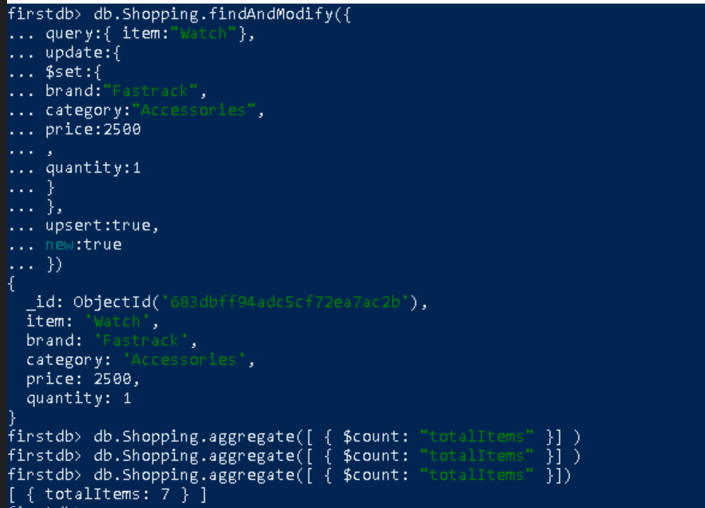 firstdb> db.Shopping.findAndModify({
... query:{ item:"Watch"},
... update:{
... $set:{
... brand:"Fastrack",
... category:"Accessories",
... price:2500
... ,
... quantity:1
... }
... },
... upsert:true,
... new:true
... })
{
  _id: ObjectId('683dbff94adc5cf72ea7ac2b'),
  item: 'Watch',
  brand: 'Fastrack',
  category: 'Accessories',
  price: 2500,
  quantity: 1
}
firstdb> db.Shopping.aggregate([ { $count: "totalItems" }] )
firstdb> db.Shopping.aggregate([ { $count: "totalItems" }] )
firstdb> db.Shopping.aggregate([ { $count: "totalItems" }])
[ { totalItems: 7 } ]